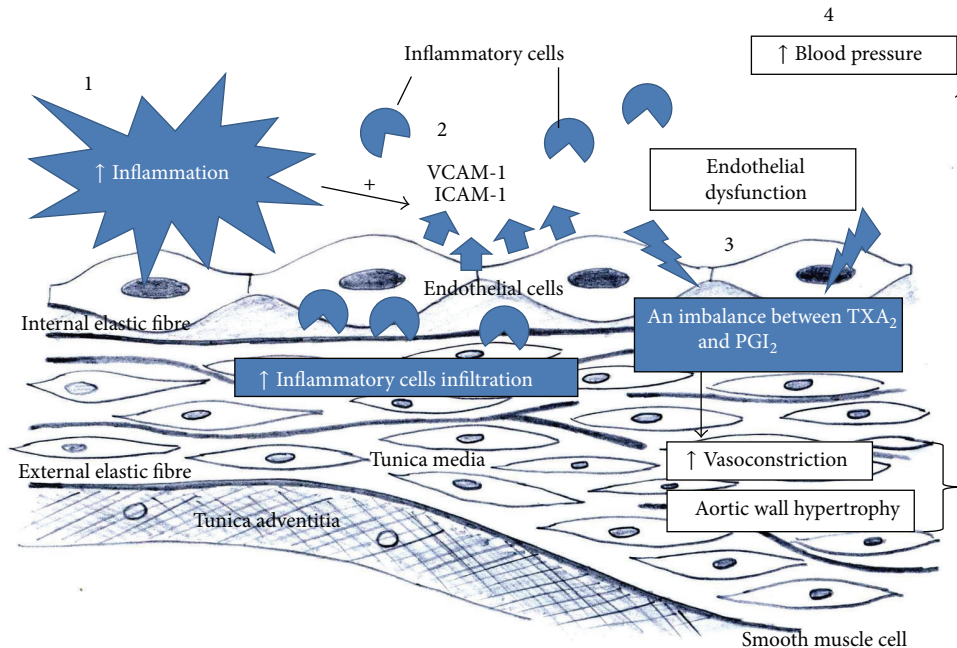 4
Inflammatory cells
↑ Blood pressure
1
2
↑ Inflammation
+
VCAM-1
ICAM-1
Endothelial
dysfunction
3
Endothelial cells
Internal elastic fibre
An imbalance between TXA₂
and PGI₂
↑ Inflammatory cells infiltration
Tunica media
↑ Vasoconstriction
External elastic fibre
Aortic wall hypertrophy
Tunica adventitia
Smooth muscle cell